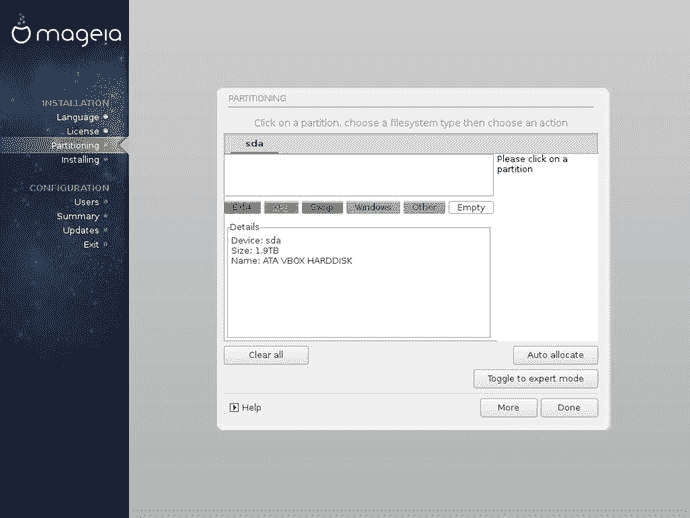 mageia
INSTALLATION
Language
License
Partitioning
Installing
CONFIGURATION
Users
Summary
Updates
Exit
PARTITIONING
Click on a partition, choose a filesystem type then choose an action
sda
Please click on a
partition
Swap Windows Other Empty
Details
Device: sda
Size: 1.9TB
Name: ATA VBOX HARDDISK
Clear all Auto allocate
Toggle to expert mode
Help More Done